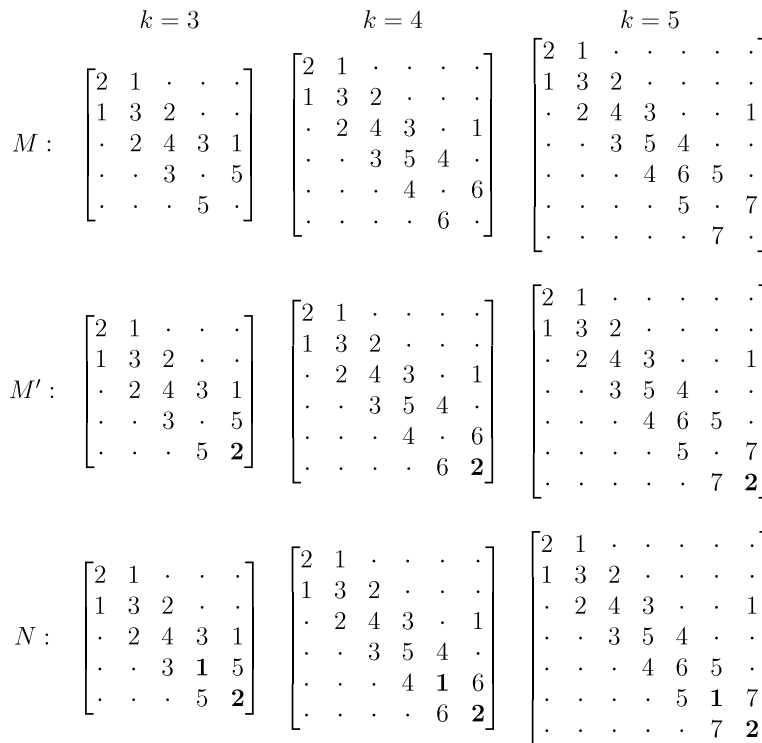 k = 3 k = 4 k = 5
M :
2 1 · · ·
1 3 2 · ·
· 2 4 3 1
· · 3 · 5
· · · 5 ·
2 1 · · · ·
1 3 2 · · ·
· 2 4 3 · 1
· · 3 5 4 ·
· · · 4 · 6
· · · · 6 ·
2 1 · · · · ·
1 3 2 · · · ·
· 2 4 3 · · 1
· · 3 5 4 · ·
· · · 4 6 5 ·
· · · · 5 · 7
· · · · · 7 ·
M′ :
2 1 · · ·
1 3 2 · ·
· 2 4 3 1
· · 3 · 5
· · · 5 2
2 1 · · · ·
1 3 2 · · ·
· 2 4 3 · 1
· · 3 5 4 ·
· · · 4 · 6
· · · · 6 2
2 1 · · · · ·
1 3 2 · · · ·
· 2 4 3 · · 1
· · 3 5 4 · ·
· · · 4 6 5 ·
· · · · 5 · 7
· · · · · 7 2
N :
2 1 · · ·
1 3 2 · ·
· 2 4 3 1
· · 3 1 5
· · · 5 2
2 1 · · · ·
1 3 2 · · ·
· 2 4 3 · 1
· · 3 5 4 ·
· · · 4 1 6
· · · · 6 2
2 1 · · · · ·
1 3 2 · · · ·
· 2 4 3 · · 1
· · 3 5 4 · ·
· · · 4 6 5 ·
· · · · 5 1 7
· · · · · 7 2